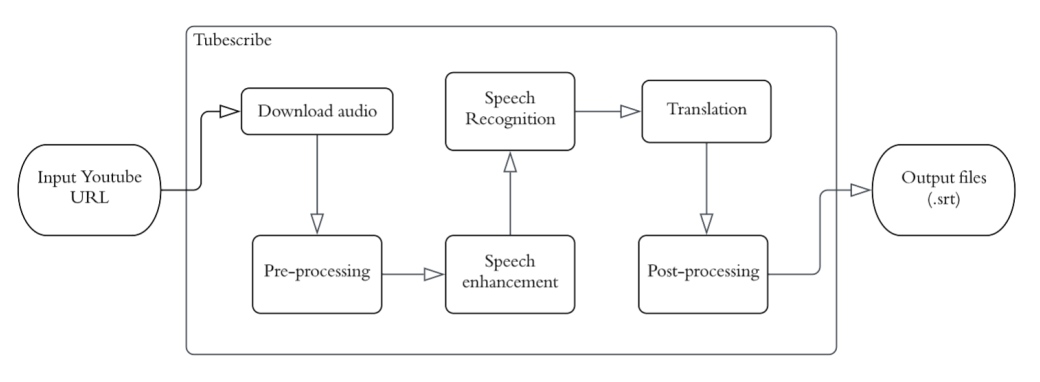 Tubescribe
Input Youtube
URL
Download audio
Pre-processing
Speech
enhancement
Speech
Recognition
Translation
Post-processing
Output files
(.srt)